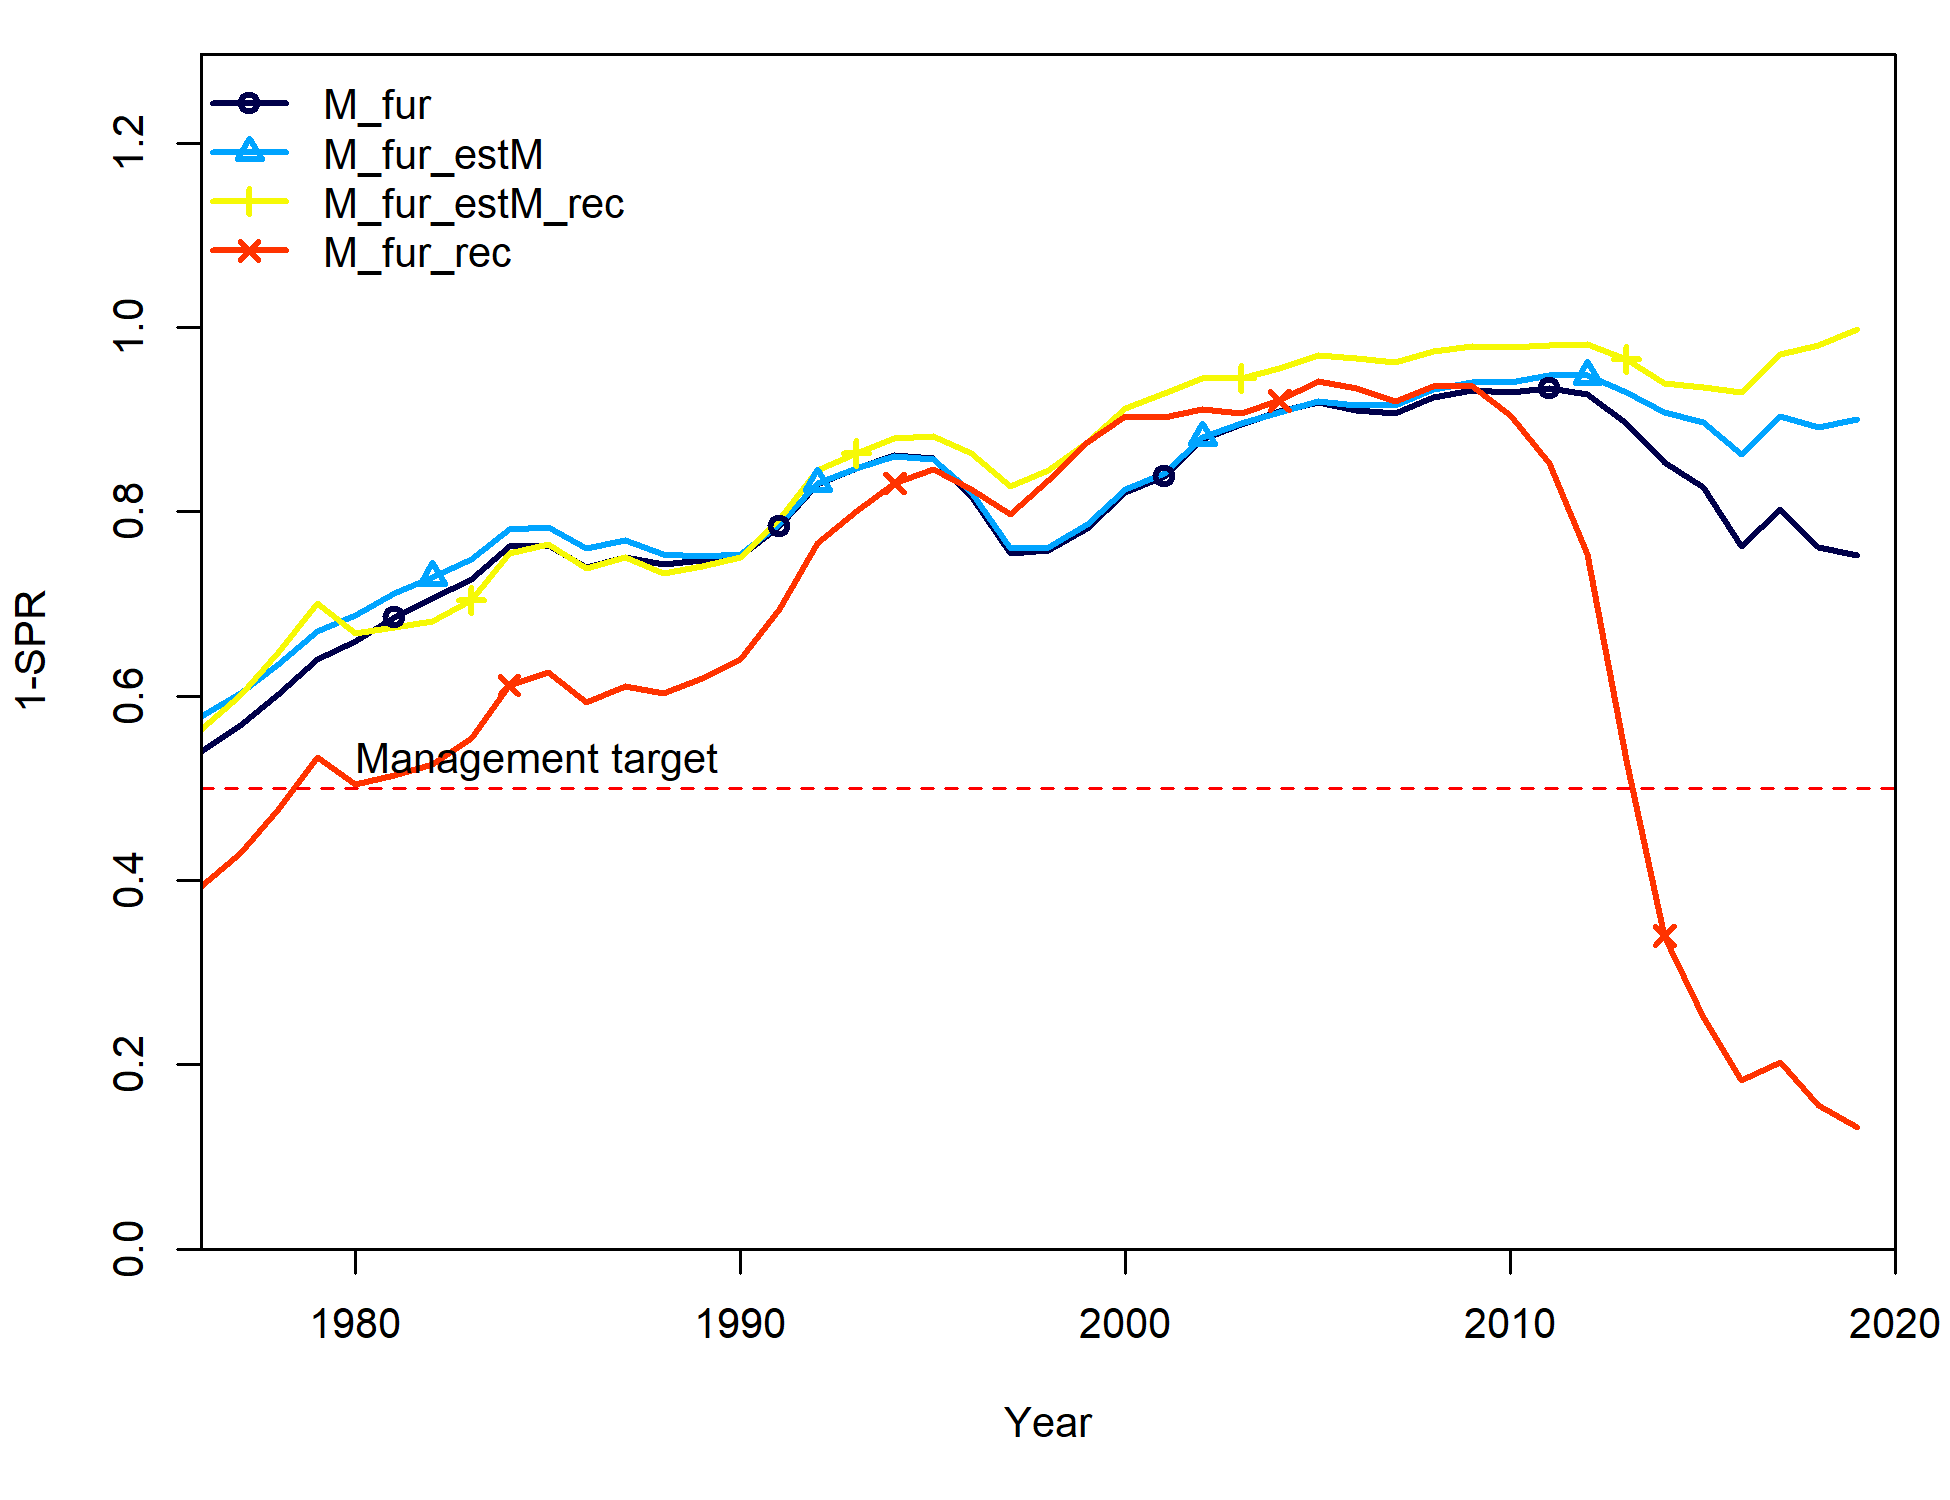 M_fur
M_fur_estM
M_fur_estM_rec
M_fur_rec
1.2
1.0
0.8
0.6
0.4
0.2
0.0
1-SPR
Management target
1980 1990 2000 2010 2020
Year